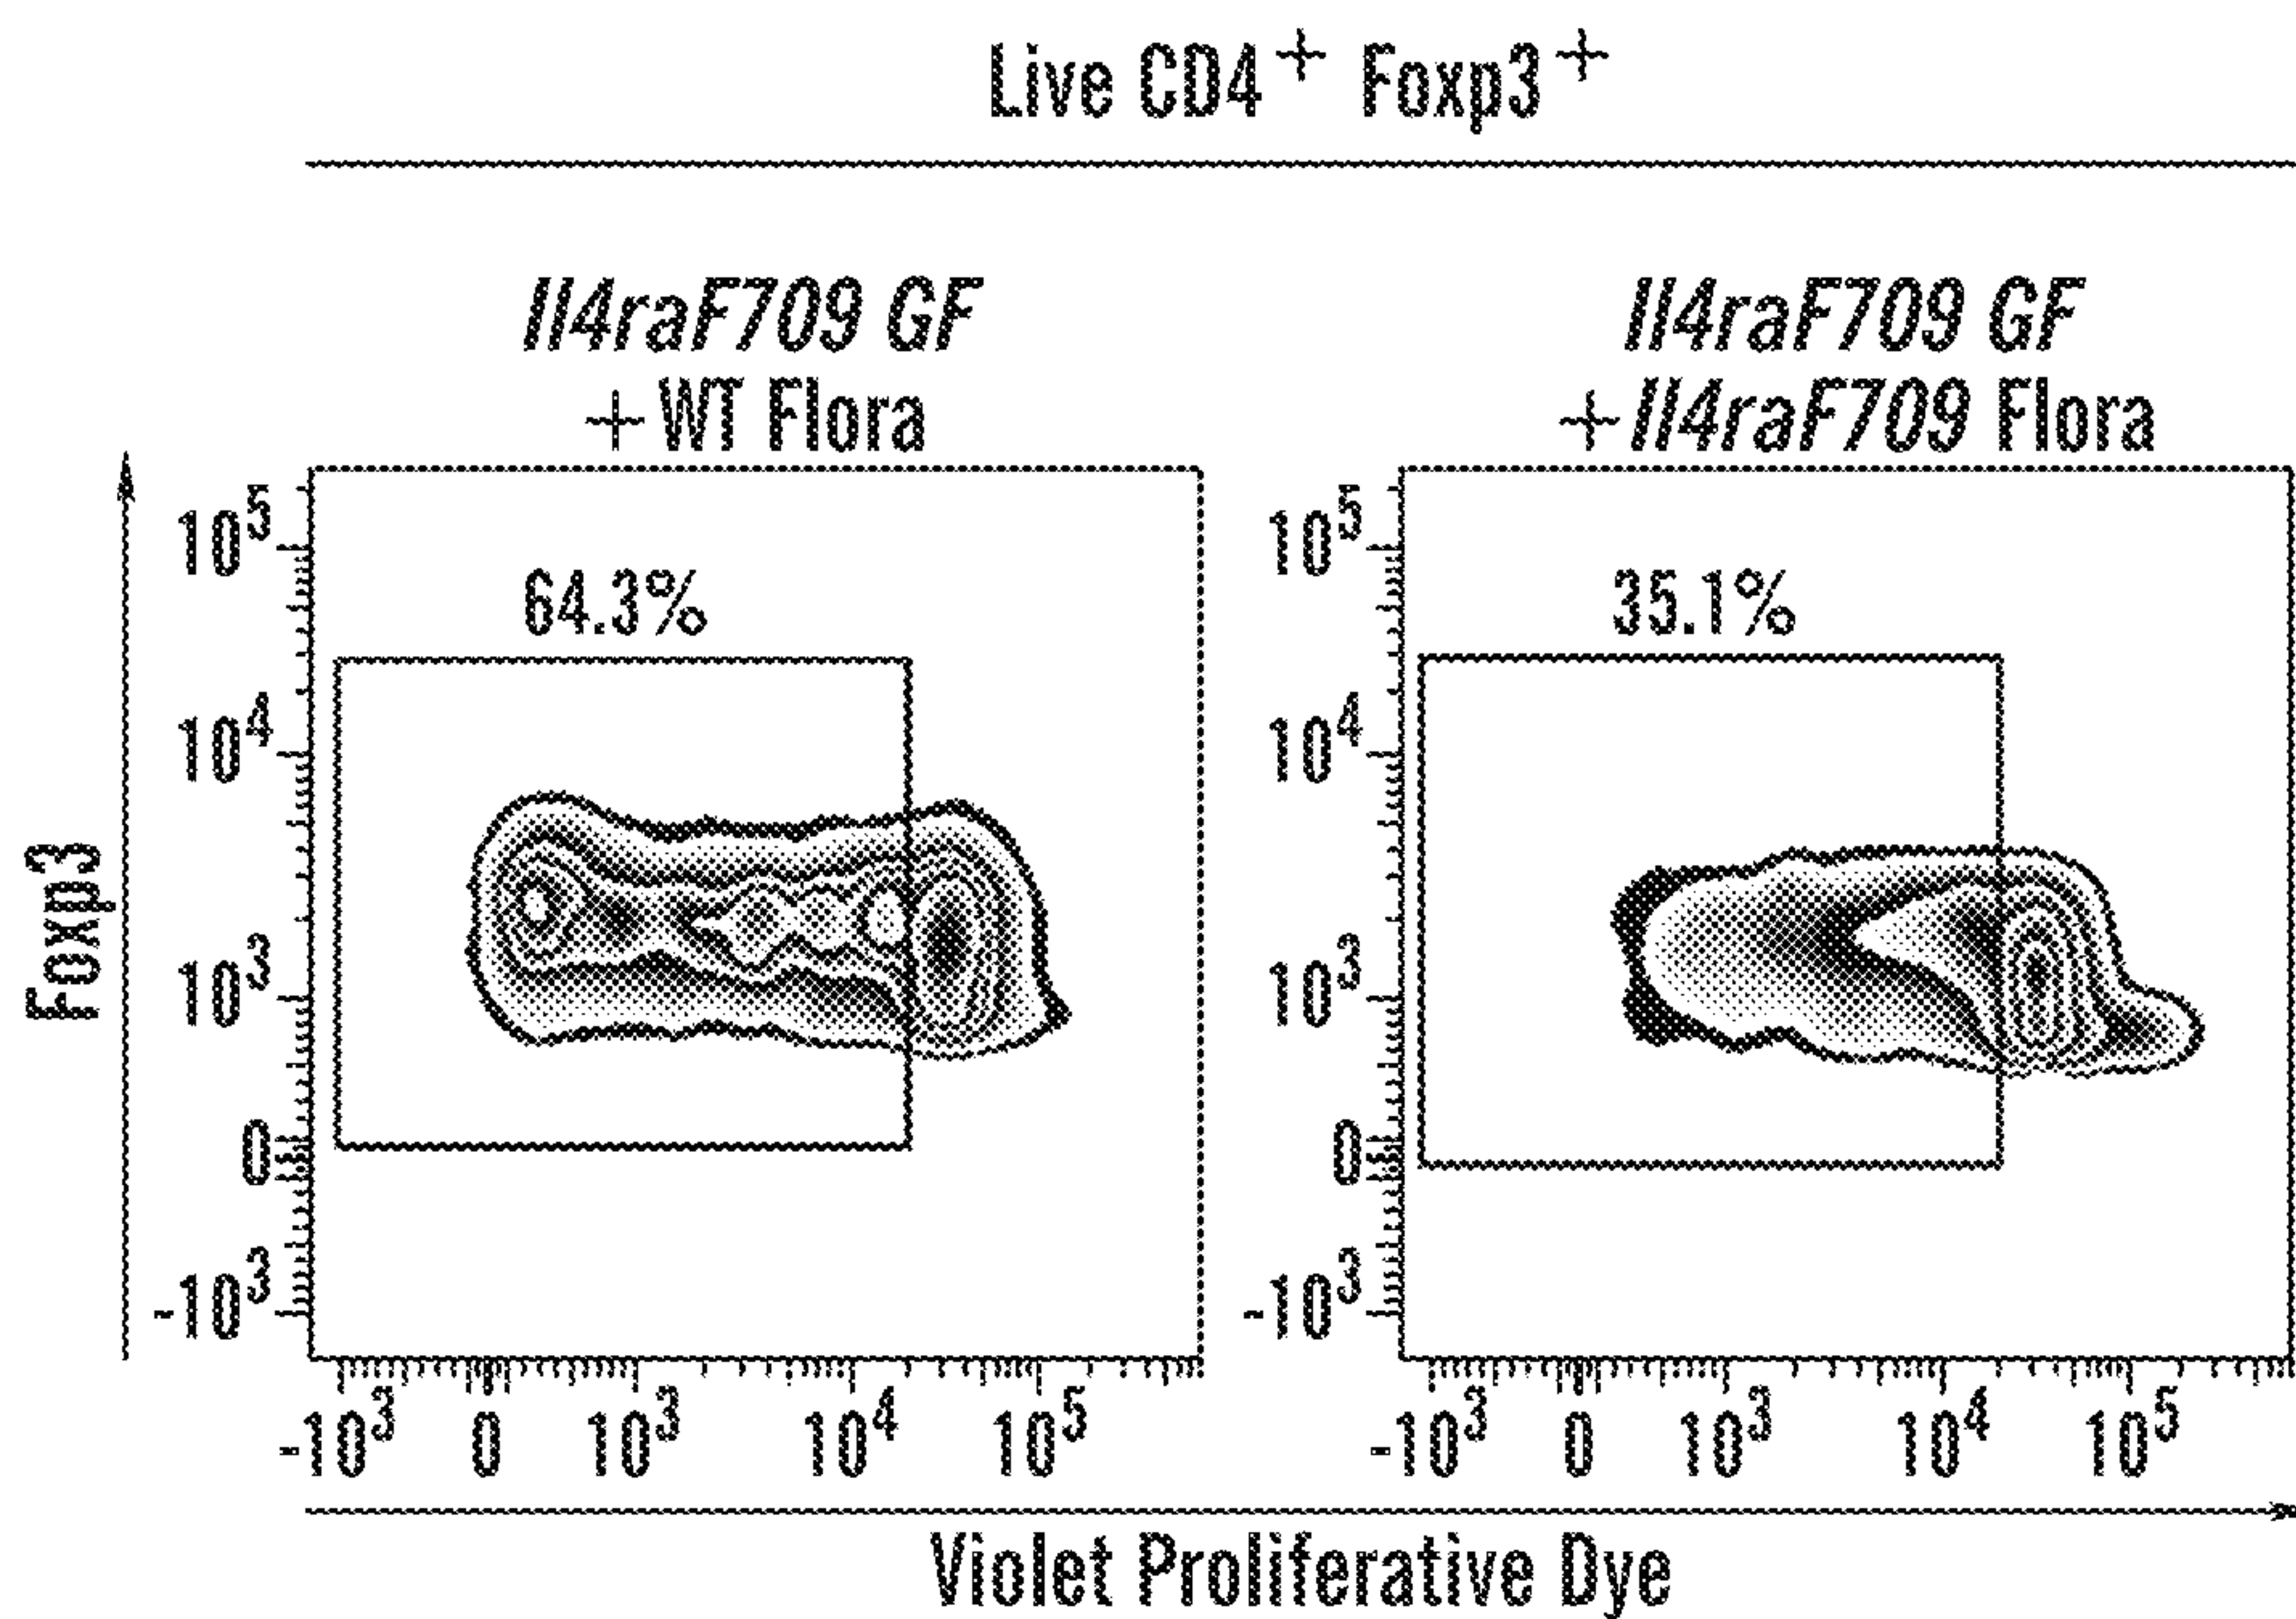 Live CD4+ Foxp3+
Il4raF709 GF
+WT Flora
Il4raF709 GF
+Il4raF709 Flora
Foxp3
10^5
10^4
10^3
0
-10^3
64.3%
10^5
10^4
10^3
0
-10^3
35.1%
-10^3 0 10^3 10^4 10^5
-10^3 0 10^3 10^4 10^5
Violet Proliferative Dye